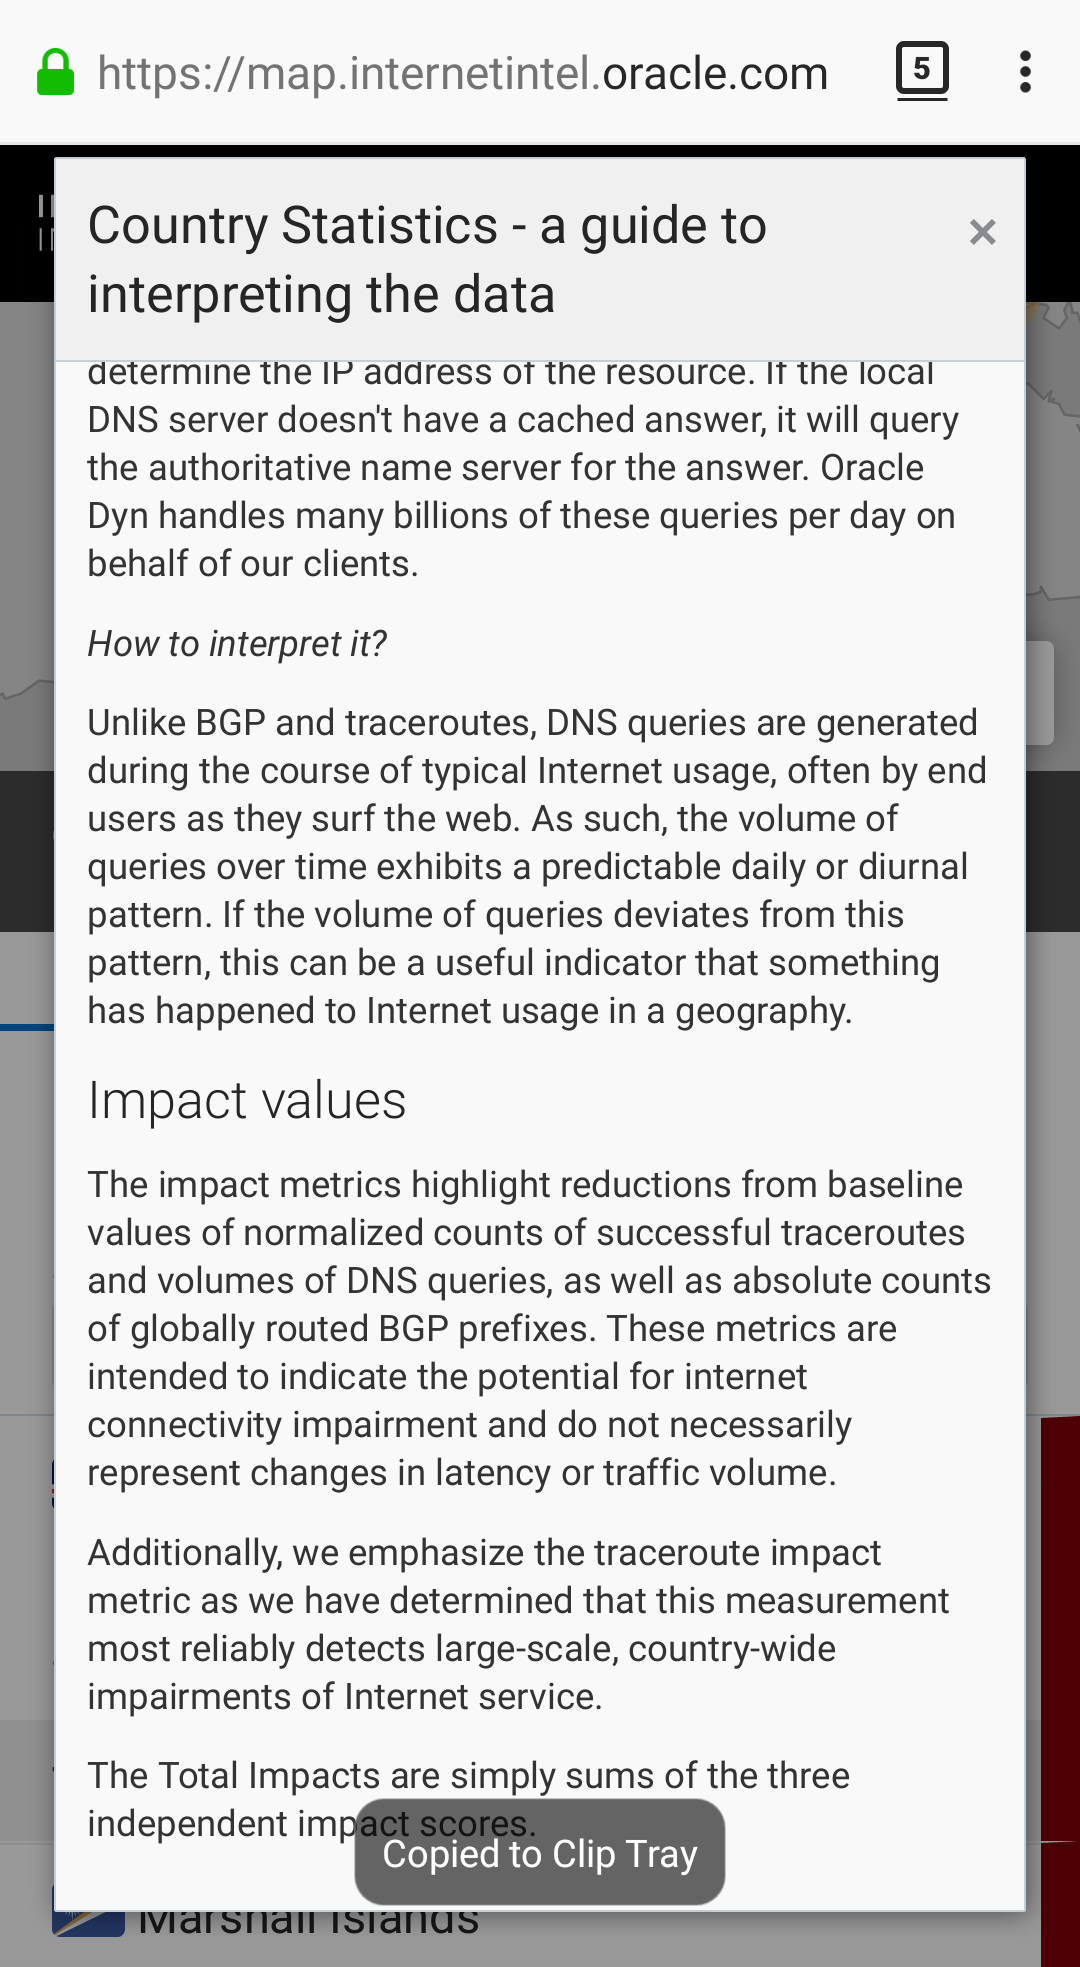 https://map.internetintel.oracle.com
5
Country Statistics - a guide to
interpreting the data
×
determine the IP address of the resource. If the local
DNS server doesn't have a cached answer, it will query
the authoritative name server for the answer. Oracle
Dyn handles many billions of these queries per day on
behalf of our clients.
How to interpret it?
Unlike BGP and traceroutes, DNS queries are generated
during the course of typical Internet usage, often by end
users as they surf the web. As such, the volume of
queries over time exhibits a predictable daily or diurnal
pattern. If the volume of queries deviates from this
pattern, this can be a useful indicator that something
has happened to Internet usage in a geography.
Impact values
The impact metrics highlight reductions from baseline
values of normalized counts of successful traceroutes
and volumes of DNS queries, as well as absolute counts
of globally routed BGP prefixes. These metrics are
intended to indicate the potential for internet
connectivity impairment and do not necessarily
represent changes in latency or traffic volume.
Additionally, we emphasize the traceroute impact
metric as we have determined that this measurement
most reliably detects large-scale, country-wide
impairments of Internet service.
The Total Impacts are simply sums of the three
independent impact scores.
Copied to Clip Tray
Marshall Islands